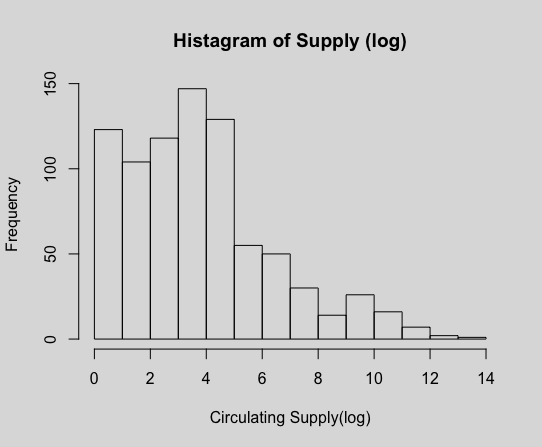 Histagram of Supply (log)
Frequency
150
100
50
0
0 2 4 6 8 10 12 14
Circulating Supply(log)